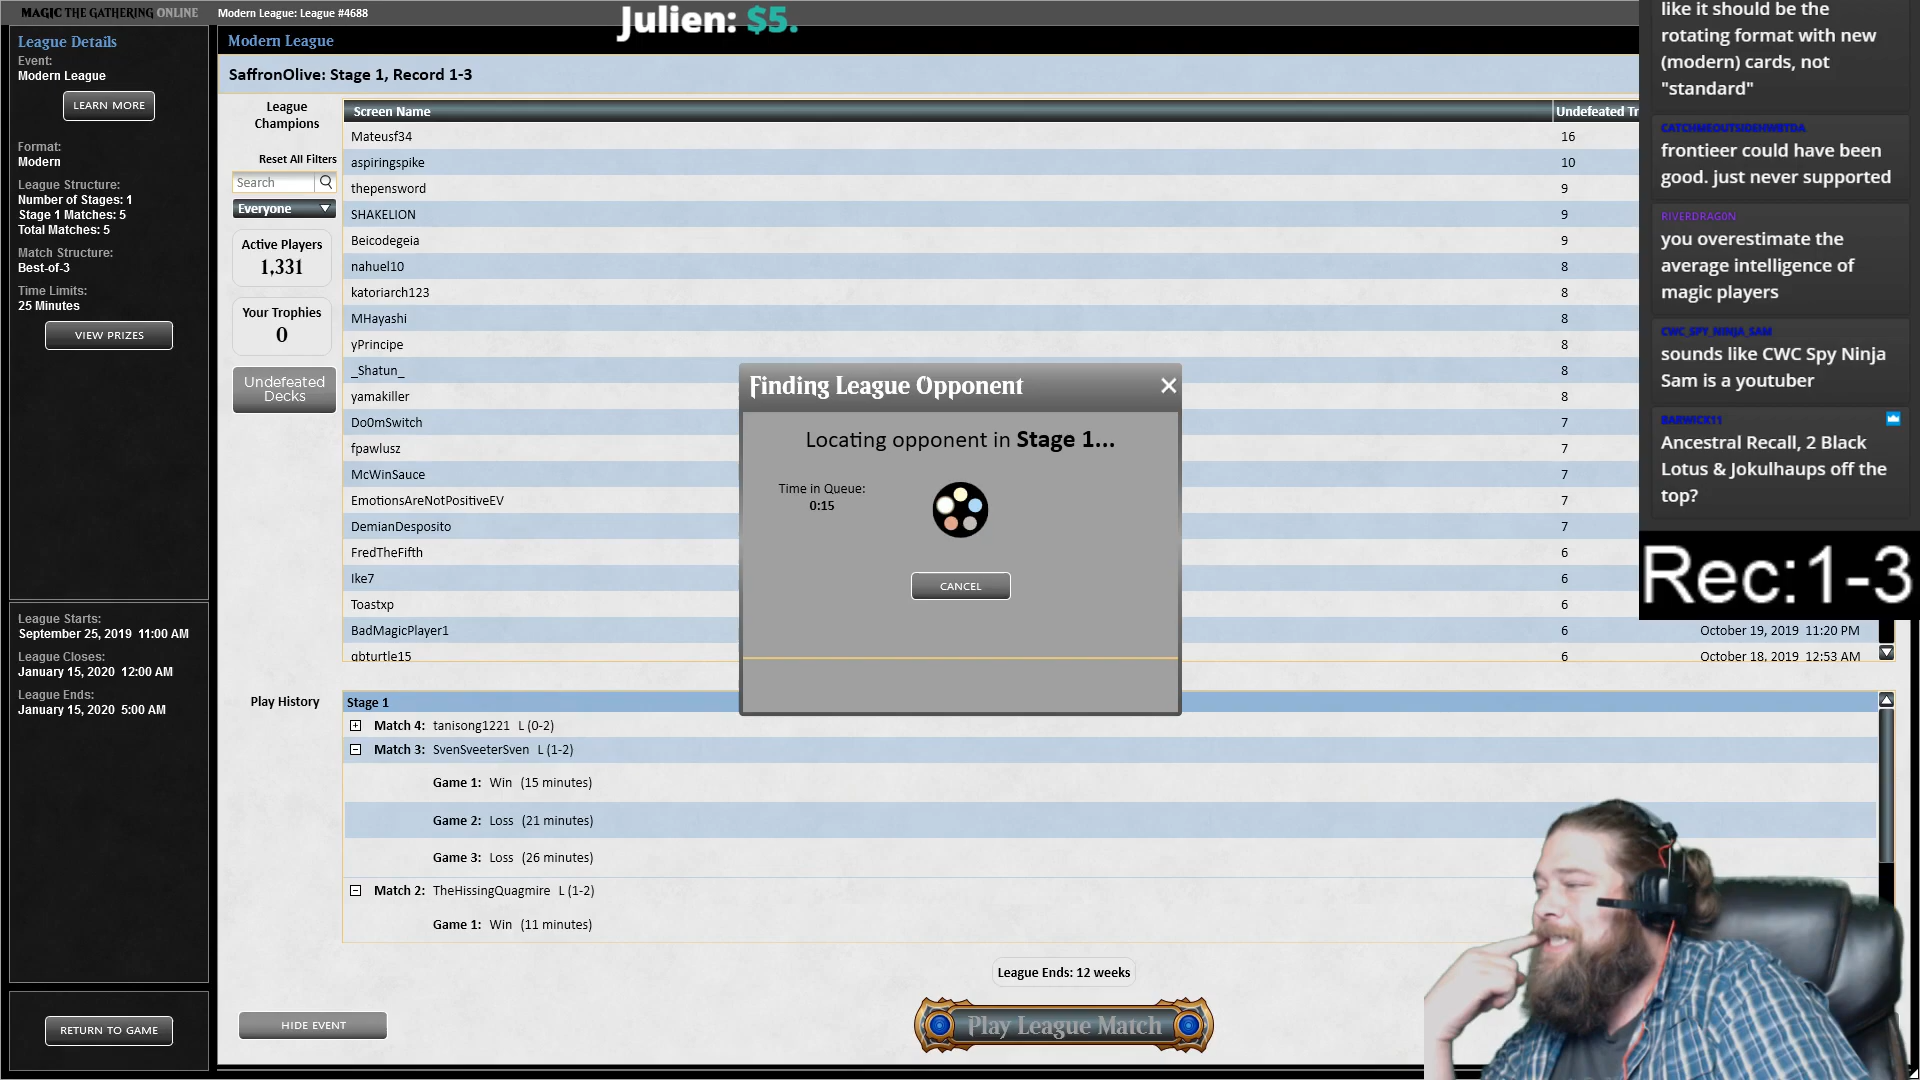 MAGIC THE GATHERING ONLINE
Modern League: League #4688
Julien: $5.
League Details
Event:
Modern League
LEARN MORE
Format:
Modern
League Structure:
Number of Stages: 1
Stage 1 Matches: 5
Total Matches: 5
Match Structure:
Best-of-3
Time Limits:
25 Minutes
VIEW PRIZES
League Starts:
September 25, 2019 11:00 AM
League Closes:
January 15, 2020 12:00 AM
League Ends:
January 15, 2020 5:00 AM
RETURN TO GAME
Modern League
SaffronOlive: Stage 1, Record 1-3
League
Champions
Reset All Filters
Search
Everyone
Active Players
1,331
Your Trophies
0
Undefeated
Decks
Screen Name Undefeated Tr
Mateusf34 16
aspiringspike 10
thepensword 9
SHAKELION 9
Beicodegeia 9
nahuel10 8
katoriarch123 8
MHayashi 8
yPrincipe 8
_Shatun_ 8
yamakiller 8
Do0mSwitch 7
fpawlusz 7
McWinSauce 7
EmotionsAreNotPositiveEV 7
DemianDesposito 7
FredTheFifth 6
Ike7 6
Toastxp 6
BadMagicPlayer1 6 October 19, 2019 11:20 PM
gbturtle15 6 October 18, 2019 12:53 AM
Finding League Opponent
Locating opponent in Stage 1...
Time in Queue:
0:15
CANCEL
Play History
Stage 1
Match 4: tanisong1221 L (0-2)
Match 3: SvenSveeterSven L (1-2)
Game 1: Win (15 minutes)
Game 2: Loss (21 minutes)
Game 3: Loss (26 minutes)
Match 2: TheHissingQuagmire L (1-2)
Game 1: Win (11 minutes)
League Ends: 12 weeks
HIDE EVENT
Play League Match
like it should be the
rotating format with new
(modern) cards, not
"standard"
CATCHMEOUTSIDEHWBTDA
frontieer could have been
good. just never supported
RIVERDRAG0N
you overestimate the
average intelligence of
magic players
CWC_SPY_NINJA_SAM
sounds like CWC Spy Ninja
Sam is a youtuber
BARWICK11
Ancestral Recall, 2 Black
Lotus & Jokulhaups off the
top?
Rec:1-3